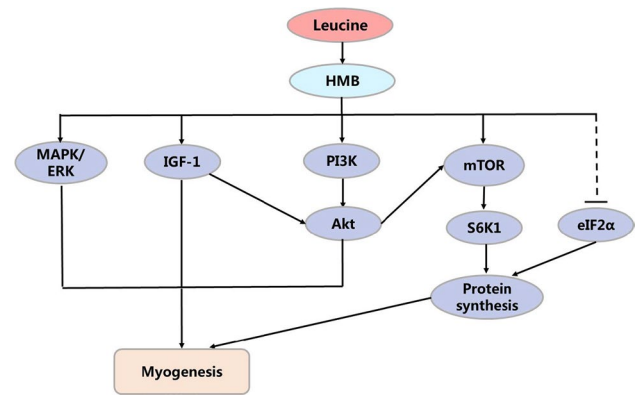 Leucine
HMB
MAPK/
ERK
IGF-1
PI3K
mTOR
Akt
S6K1
eIF2α
Protein
synthesis
Myogenesis